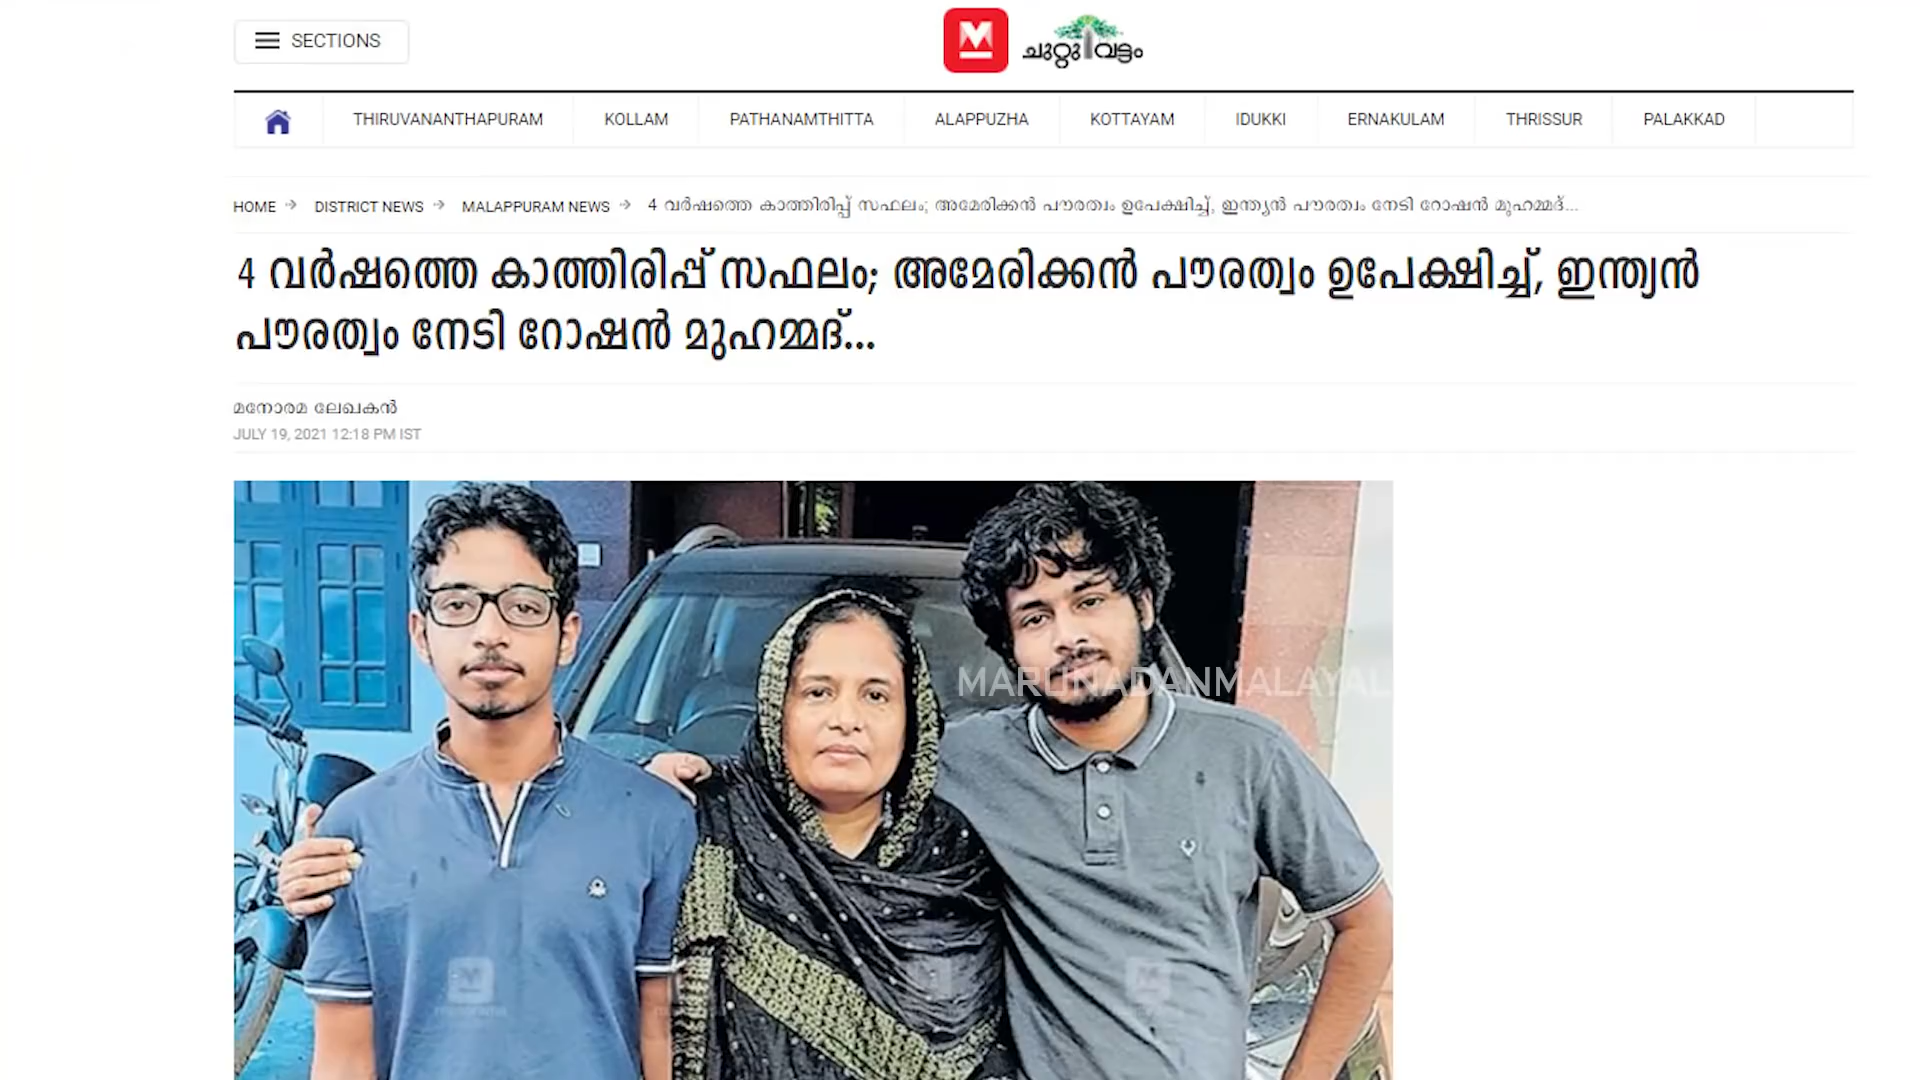 SECTIONS
ചുറ്റുവട്ടം
THIRUVANANTHAPURAM KOLLAM PATHANAMTHITTA ALAPPUZHA KOTTAYAM IDUKKI ERNAKULAM THRISSUR PALAKKAD
HOME DISTRICT NEWS MALAPPURAM NEWS 4 വർഷത്തെ കാത്തിരിപ്പ് സഫലം; അമേരിക്കൻ പൗരത്വം ഉപേക്ഷിച്ച്, ഇന്ത്യൻ പൗരത്വം നേടി റോഷൻ മുഹമ്മദ്...
4 വർഷത്തെ കാത്തിരിപ്പ് സഫലം; അമേരിക്കൻ പൗരത്വം ഉപേക്ഷിച്ച്, ഇന്ത്യൻ
പൗരത്വം നേടി റോഷൻ മുഹമ്മദ്...
മനോരമ ലേഖകൻ
JULY 19, 2021 12:18 PM IST
MARUNADANMALAYAL